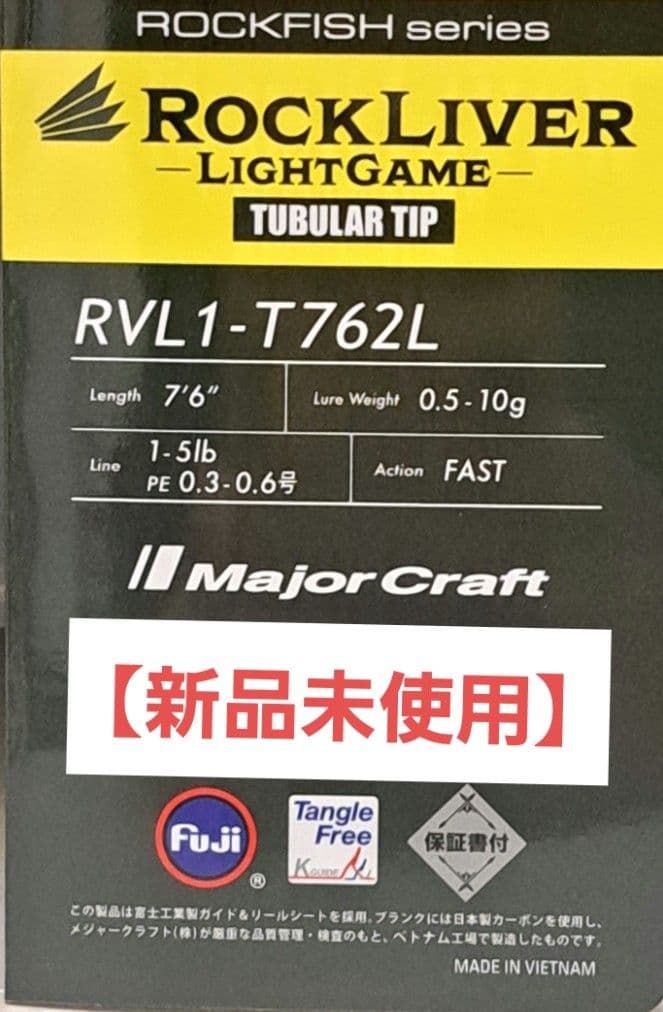 ROCKFISH series
ROCKLIVER
—LIGHTGAME—
TUBULAR TIP
RVL1-T762L
Length 7'6" Lure Weight 0.5-10g
Line 1-5lb PE 0.3-0.6号 Action FAST
MajorCraft
【新品未使用】
Fuji ®
Tangle Free K GUIDE
保証書付
この製品は富士工業製ガイド&リールシートを採用。ブランクには日本製カーボンを使用し、
メジャークラフト(株)が厳重な品質管理・検査のもと、ベトナム工場で製造したものです。
MADE IN VIETNAM